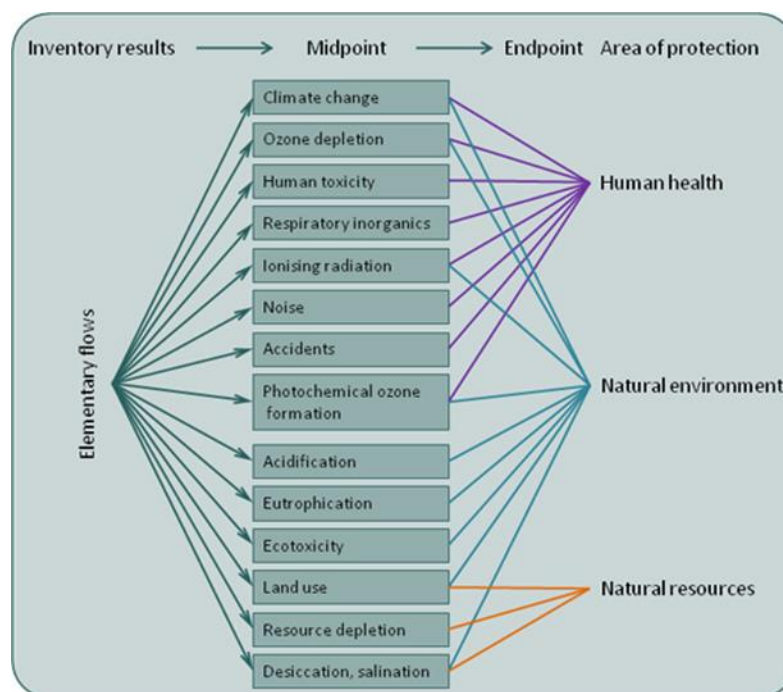 Inventory results Midpoint Endpoint Area of protection
Climate change
Ozone depletion
Human toxicity
Respiratory inorganics
Ionising radiation
Noise
Accidents
Photochemical ozone
formation
Acidification
Eutrophication
Ecotoxicity
Land use
Resource depletion
Desiccation, salination
Elementary flows
Human health
Natural environment
Natural resources